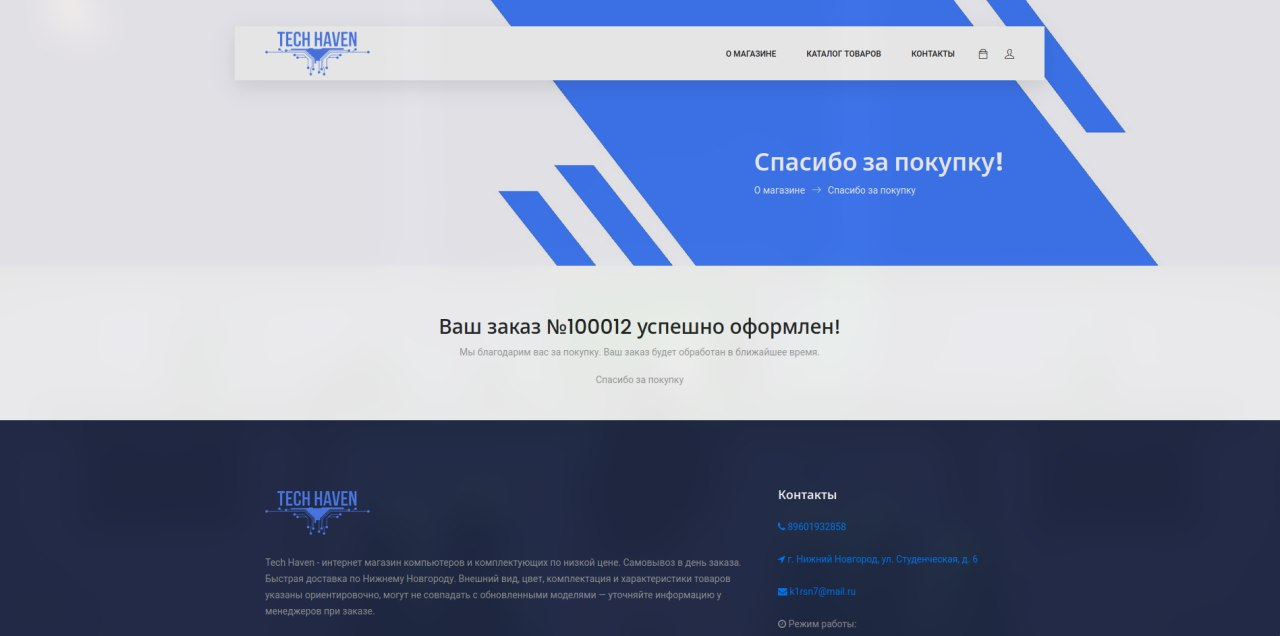 TECH HAVEN
О МАГАЗИНЕ КАТАЛОГ ТОВАРОВ КОНТАКТЫ
Спасибо за покупку!
О магазине → Спасибо за покупку
Ваш заказ №100012 успешно оформлен!
Мы благодарим вас за покупку. Ваш заказ будет обработан в ближайшее время.
Спасибо за покупку
TECH HAVEN
Tech Haven - интернет магазин компьютеров и комплектующих по низкой цене. Самовывоз в день заказа.
Быстрая доставка по Нижнему Новгороду. Внешний вид, цвет, комплектация и характеристики товаров
указаны ориентировочно, могут не совпадать с обновленными моделями — уточняйте информацию у
менеджеров при заказе.
Контакты
89601932858
г. Нижний Новгород, ул. Студенческая, д. 6
k1rsn7@mail.ru
Режим работы: